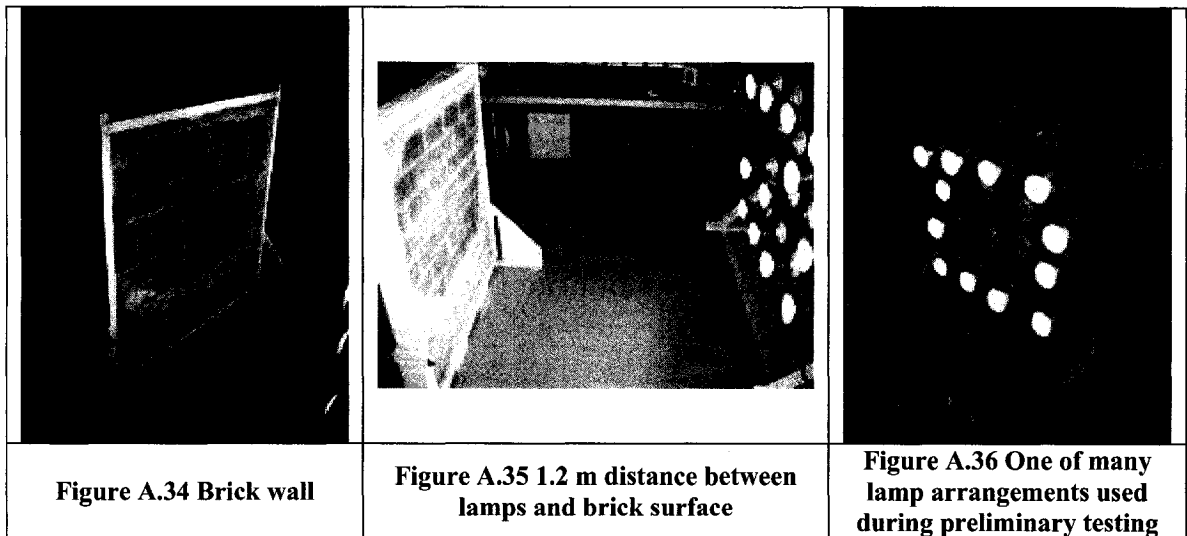 Figure A.34 Brick wall
Figure A.35 1.2 m distance between
lamps and brick surface
Figure A.36 One of many
lamp arrangements used
during preliminary testing